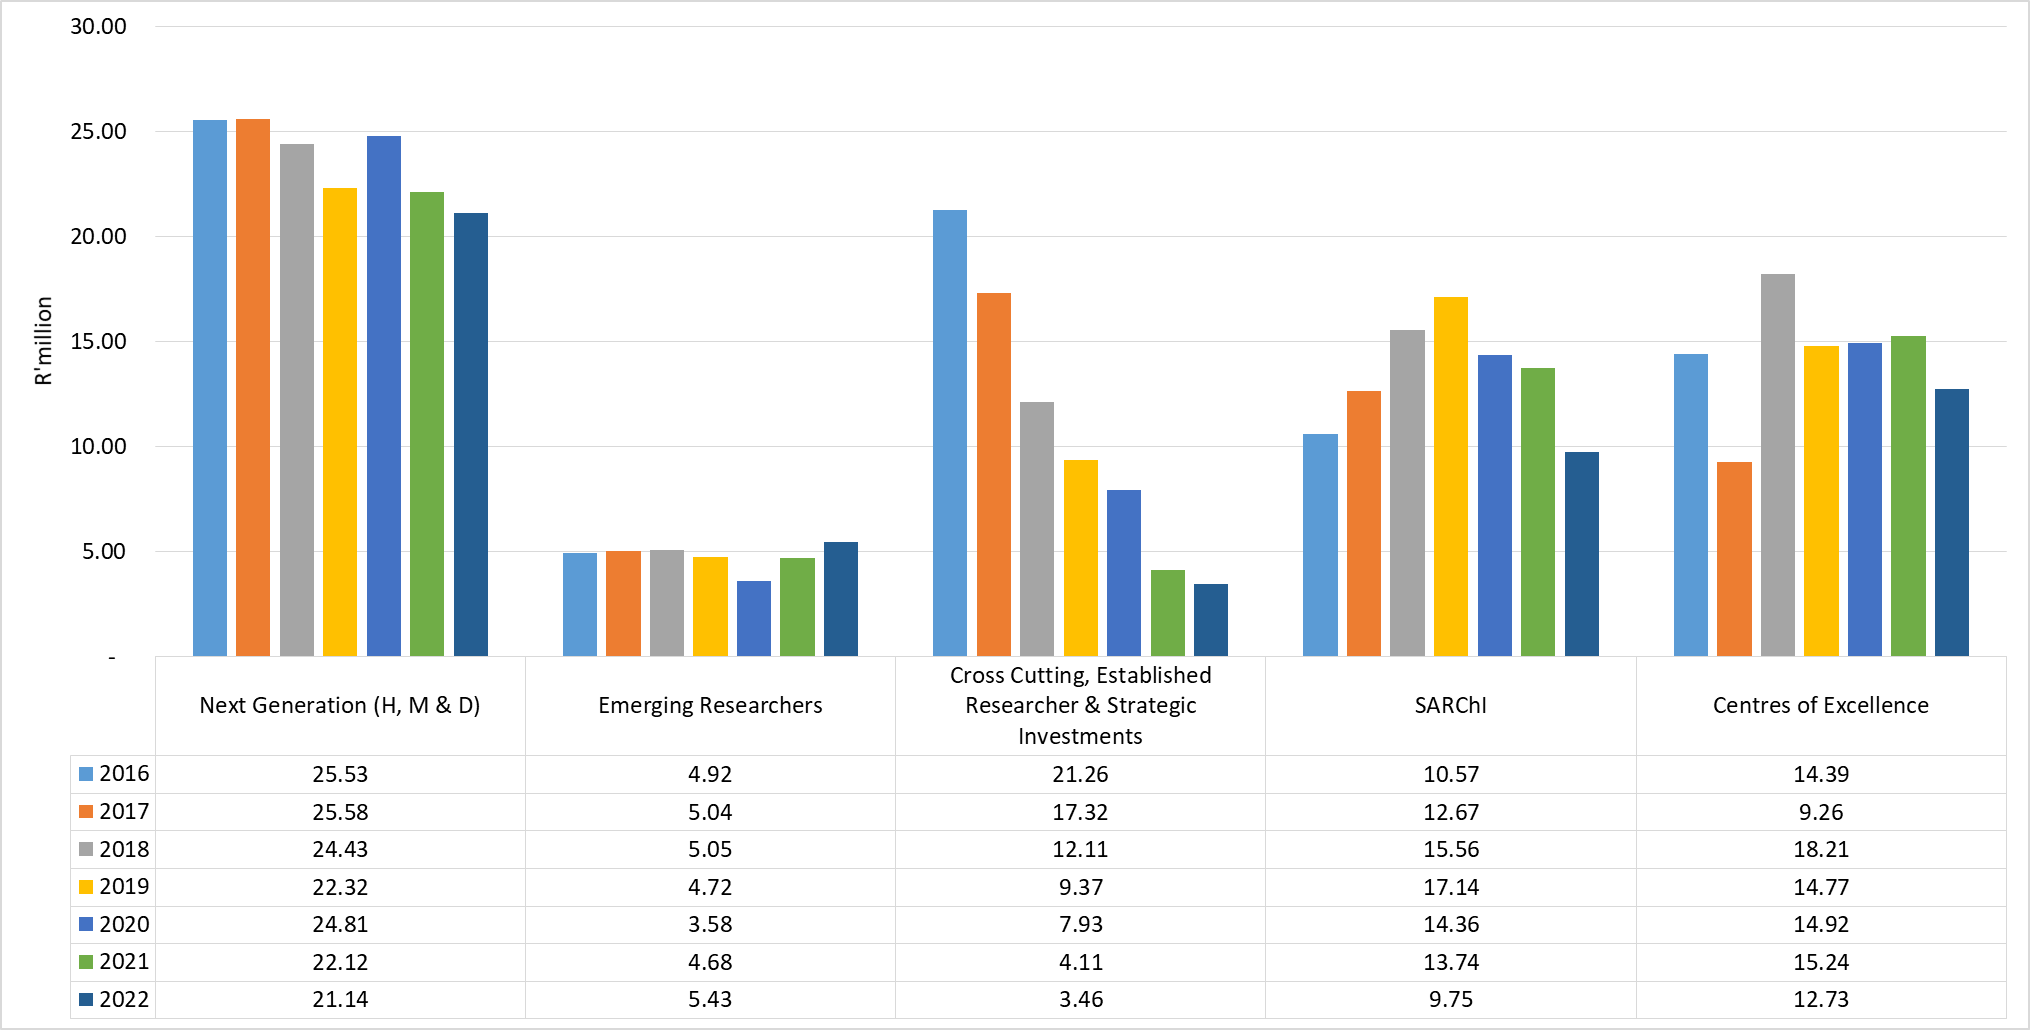 30.00
25.00
20.00
15.00
10.00
5.00
-
R'million
Next Generation (H, M & D)
Emerging Researchers
Cross Cutting, Established
Researcher & Strategic
Investments
SARChI
Centres of Excellence
2016 25.53 4.92 21.26 10.57 14.39
2017 25.58 5.04 17.32 12.67 9.26
2018 24.43 5.05 12.11 15.56 18.21
2019 22.32 4.72 9.37 17.14 14.77
2020 24.81 3.58 7.93 14.36 14.92
2021 22.12 4.68 4.11 13.74 15.24
2022 21.14 5.43 3.46 9.75 12.73